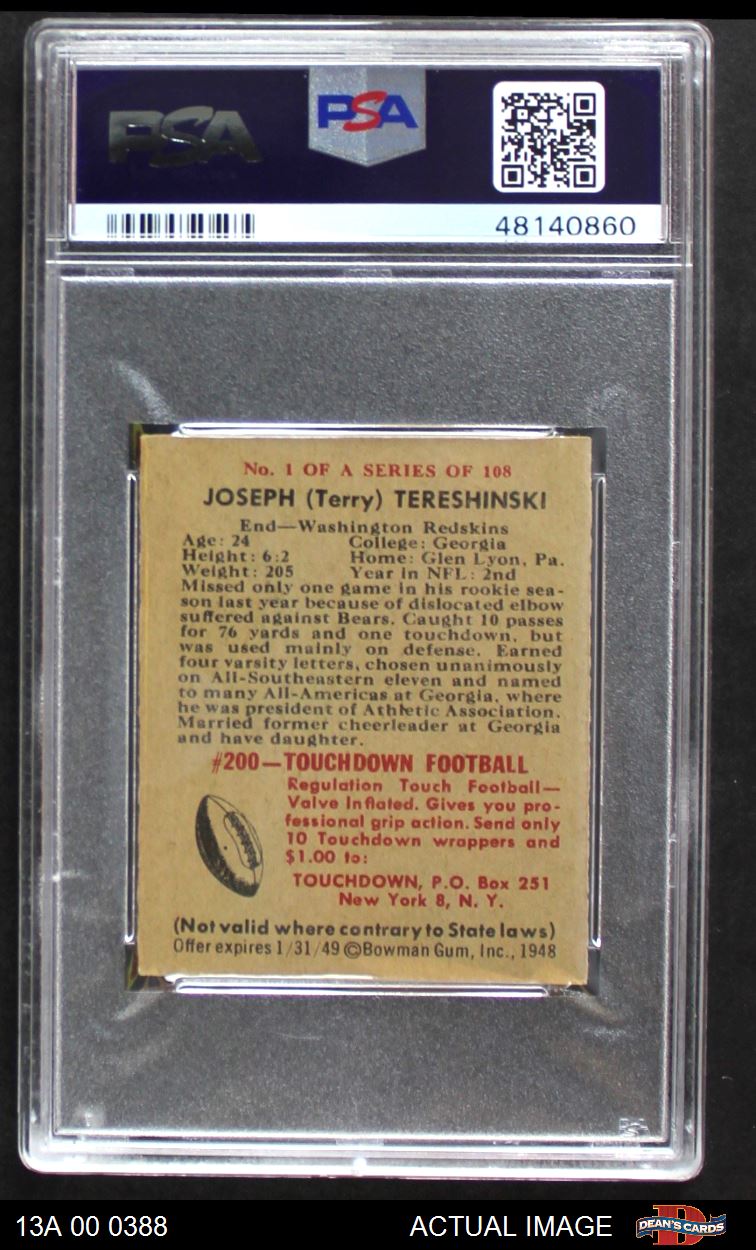 PSA
PSA
48140860
No. 1 OF A SERIES OF 108
JOSEPH (Terry) TERESHINSKI
End—Washington Redskins
Age: 24 College: Georgia
Height: 6:2 Home: Glen Lyon, Pa.
Weight: 205 Year in NFL: 2nd
Missed only one game in his rookie sea-
son last year because of dislocated elbow
suffered against Bears. Caught 10 passes
for 76 yards and one touchdown, but
was used mainly on defense. Earned
four varsity letters, chosen unanimously
on All-Southeastern eleven and named
to many All-Americas at Georgia, where
he was president of Athletic Association.
Married former cheerleader at Georgia
and have daughter.
#200—TOUCHDOWN FOOTBALL
Regulation Touch Football—
Valve Inflated. Gives you pro-
fessional grip action. Send only
10 Touchdown wrappers and
$1.00 to:
TOUCHDOWN, P.O. Box 251
New York 8, N. Y.
(Not valid where contrary to State laws)
Offer expires 1/31/49 ©Bowman Gum, Inc., 1948
PSA
13A 00 0388 ACTUAL IMAGE DEAN'S CARDS